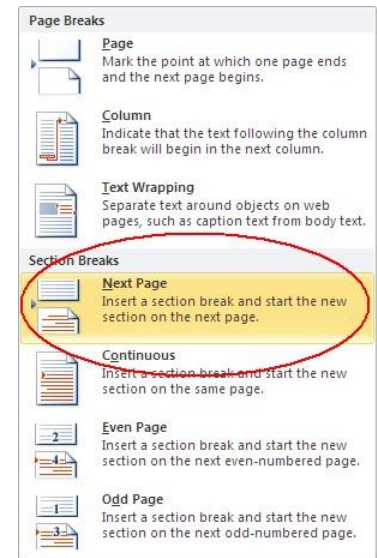 Page Breaks
Page
Mark the point at which one page ends
and the next page begins.
Column
Indicate that the text following the column
break will begin in the next column.
Text Wrapping
Separate text around objects on web
pages, such as caption text from body text.
Section Breaks
Next Page
Insert a section break and start the new
section on the next page.
Continuous
Insert a section break and start the new
section on the same page.
Even Page
Insert a section break and start the new
section on the next even-numbered page.
2
4
Odd Page
Insert a section break and start the new
section on the next odd-numbered page.
1
3